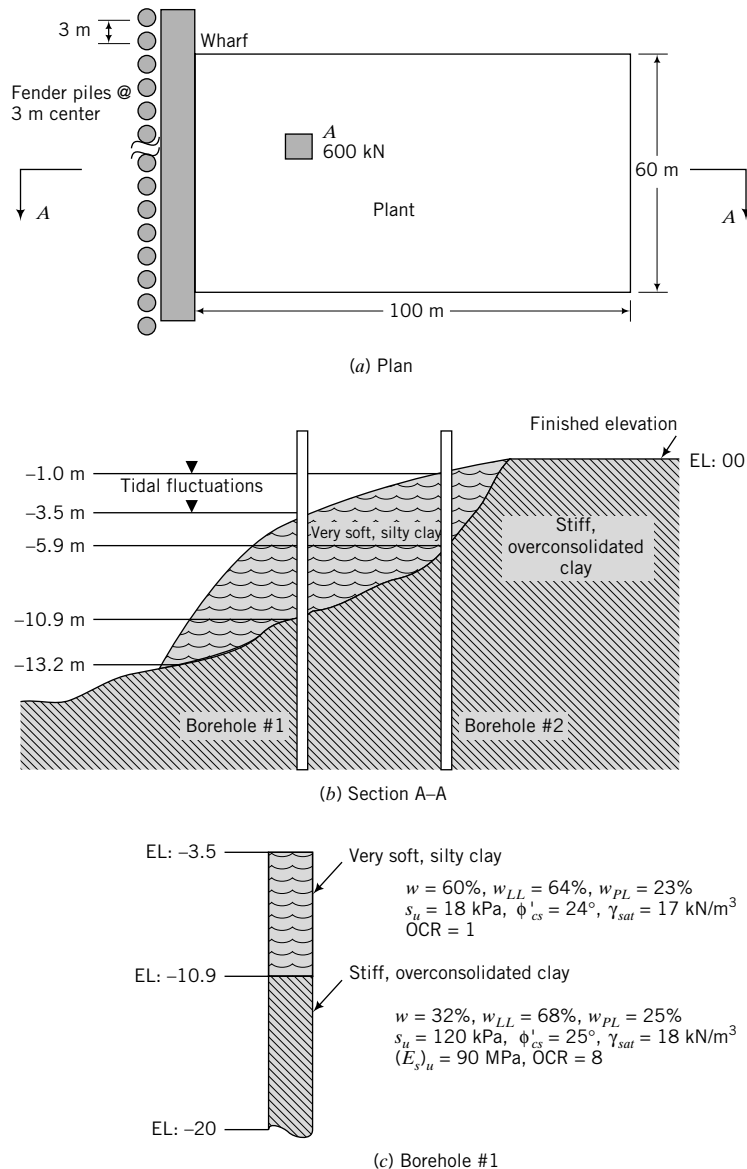 3 m
Wharf
Fender piles @
3 m center
A
600 kN
60 m
A
A
Plant
100 m
(a) Plan
Finished elevation
EL: 00
–1.0 m
Tidal fluctuations
–3.5 m
Very soft, silty clay
–5.9 m
Stiff,
overconsolidated
clay
–10.9 m
–13.2 m
Borehole #1
Borehole #2
(b) Section A–A
EL: –3.5
Very soft, silty clay
w = 60%, w_LL = 64%, w_PL = 23%
s_u = 18 kPa, ϕ'_cs = 24°, γ_sat = 17 kN/m³
OCR = 1
EL: –10.9
Stiff, overconsolidated clay
w = 32%, w_LL = 68%, w_PL = 25%
s_u = 120 kPa, ϕ'_cs = 25°, γ_sat = 18 kN/m³
(E_s)_u = 90 MPa, OCR = 8
EL: –20
(c) Borehole #1